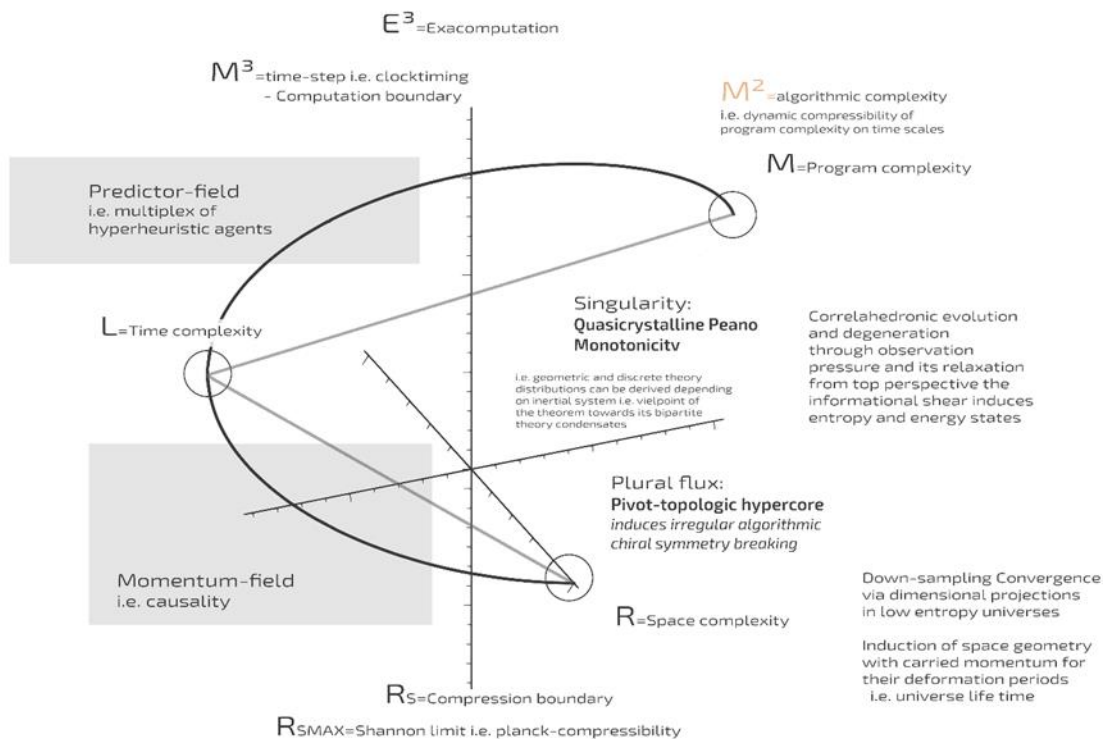 E³=Exacomputation
M³=time-step i.e. clocktiming
- Computation boundary
M²=algorithmic complexity
i.e. dynamic compressibility of
program complexity on time scales
M=Program complexity
Predictor-field
i.e. multiplex of
hyperheuristic agents
L=Time complexity
Singularity:
Quasicrystalline Peano
Monotonicitv
i.e. geometric and discrete theory
distributions can be derived depending
on inertial system i.e. vielpoint of
the theorem towards its bipartite
theory condensates
Correlahedronic evolution
and degeneration
through observation
pressure and its relaxation
from top perspective the
informational shear induces
entropy and energy states
Plural flux:
Pivot-topologic hypercore
induces irregular algorithmic
chiral symmetry breaking
Momentum-field
i.e. causality
R=Space complexity
Down-sampling Convergence
via dimensional projections
in low entropy universes
Induction of space geometry
with carried momentum for
their deformation periods
i.e. universe life time
RS=Compression boundary
RSMAX=Shannon limit i.e. planck-compressibility